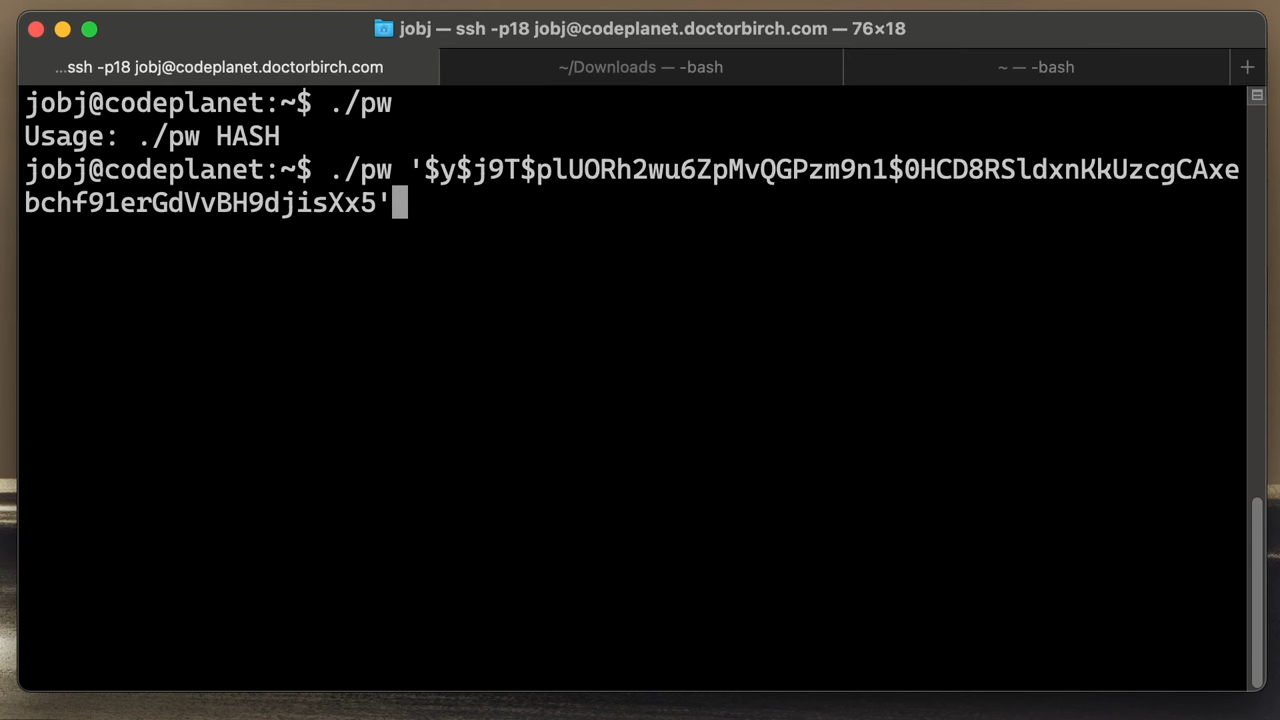 jobj — ssh -p18 jobj@codeplanet.doctorbirch.com — 76×18
...ssh -p18 jobj@codeplanet.doctorbirch.com
~/Downloads — -bash
~ — -bash
jobj@codeplanet:~$ ./pw
Usage: ./pw HASH
jobj@codeplanet:~$ ./pw '$y$j9T$plUORh2wu6ZpMvQGPzm9n1$0HCD8RSldxnKkUzcgCAxe
bchf91erGdVvBH9djisXx5'